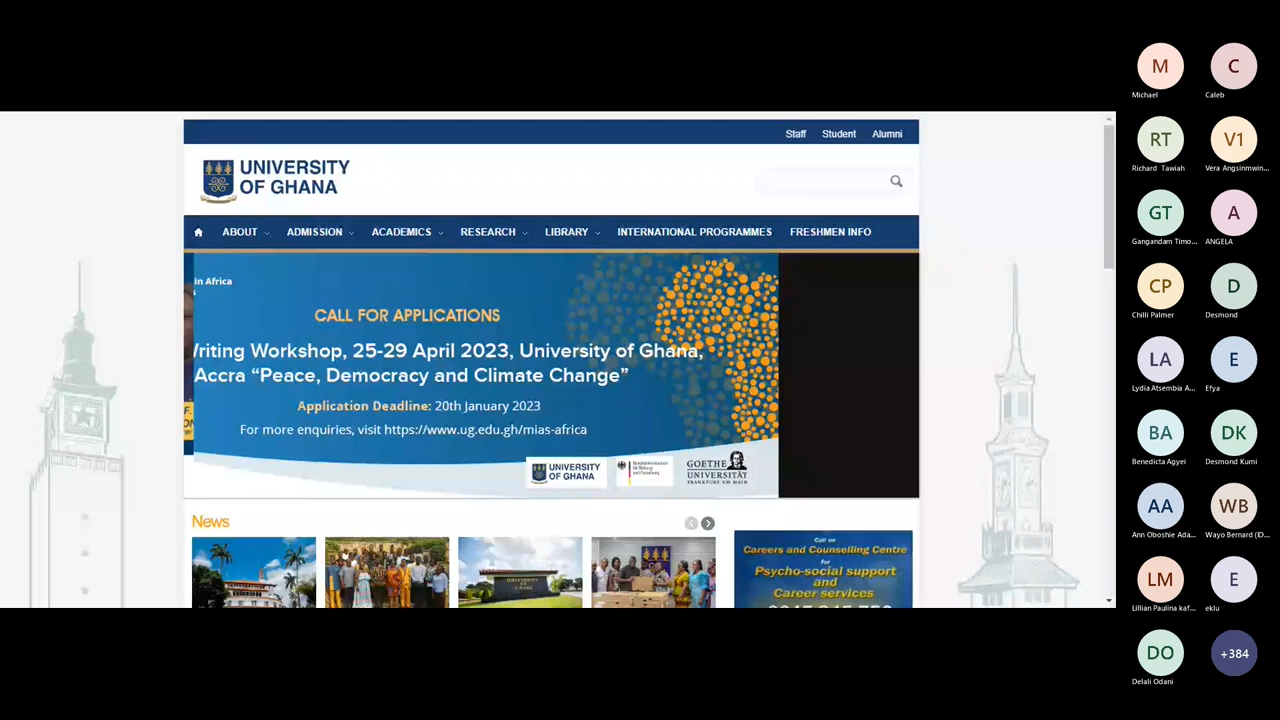 Staff Student Alumni
UNIVERSITY
OF GHANA
ABOUT ADMISSION ACADEMICS RESEARCH LIBRARY INTERNATIONAL PROGRAMMES FRESHMEN INFO
in Africa
CALL FOR APPLICATIONS
Writing Workshop, 25-29 April 2023, University of Ghana,
Accra “Peace, Democracy and Climate Change”
Application Deadline: 20th January 2023
For more enquiries, visit https://www.ug.edu.gh/mias-africa
UNIVERSITY
OF GHANA
GOETHE
UNIVERSITÄT
FRANKFURT AM MAIN
News
Call on
Careers and Counselling Centre
for
Psycho-social support
and
Career services
M
Michael
C
Caleb
RT
Richard Tawiah
V1
Vera Angsinmwin...
GT
Gangandam Timo...
A
ANGELA
CP
Chilli Palmer
D
Desmond
LA
Lydia Atsembia A...
E
Efya
BA
Benedicta Agyei
DK
Desmond Kumi
AA
Ann Oboshie Ada...
WB
Wayo Bernard (D...
LM
Lillian Paulina kaf...
E
eklu
DO
Delali Odani
+384